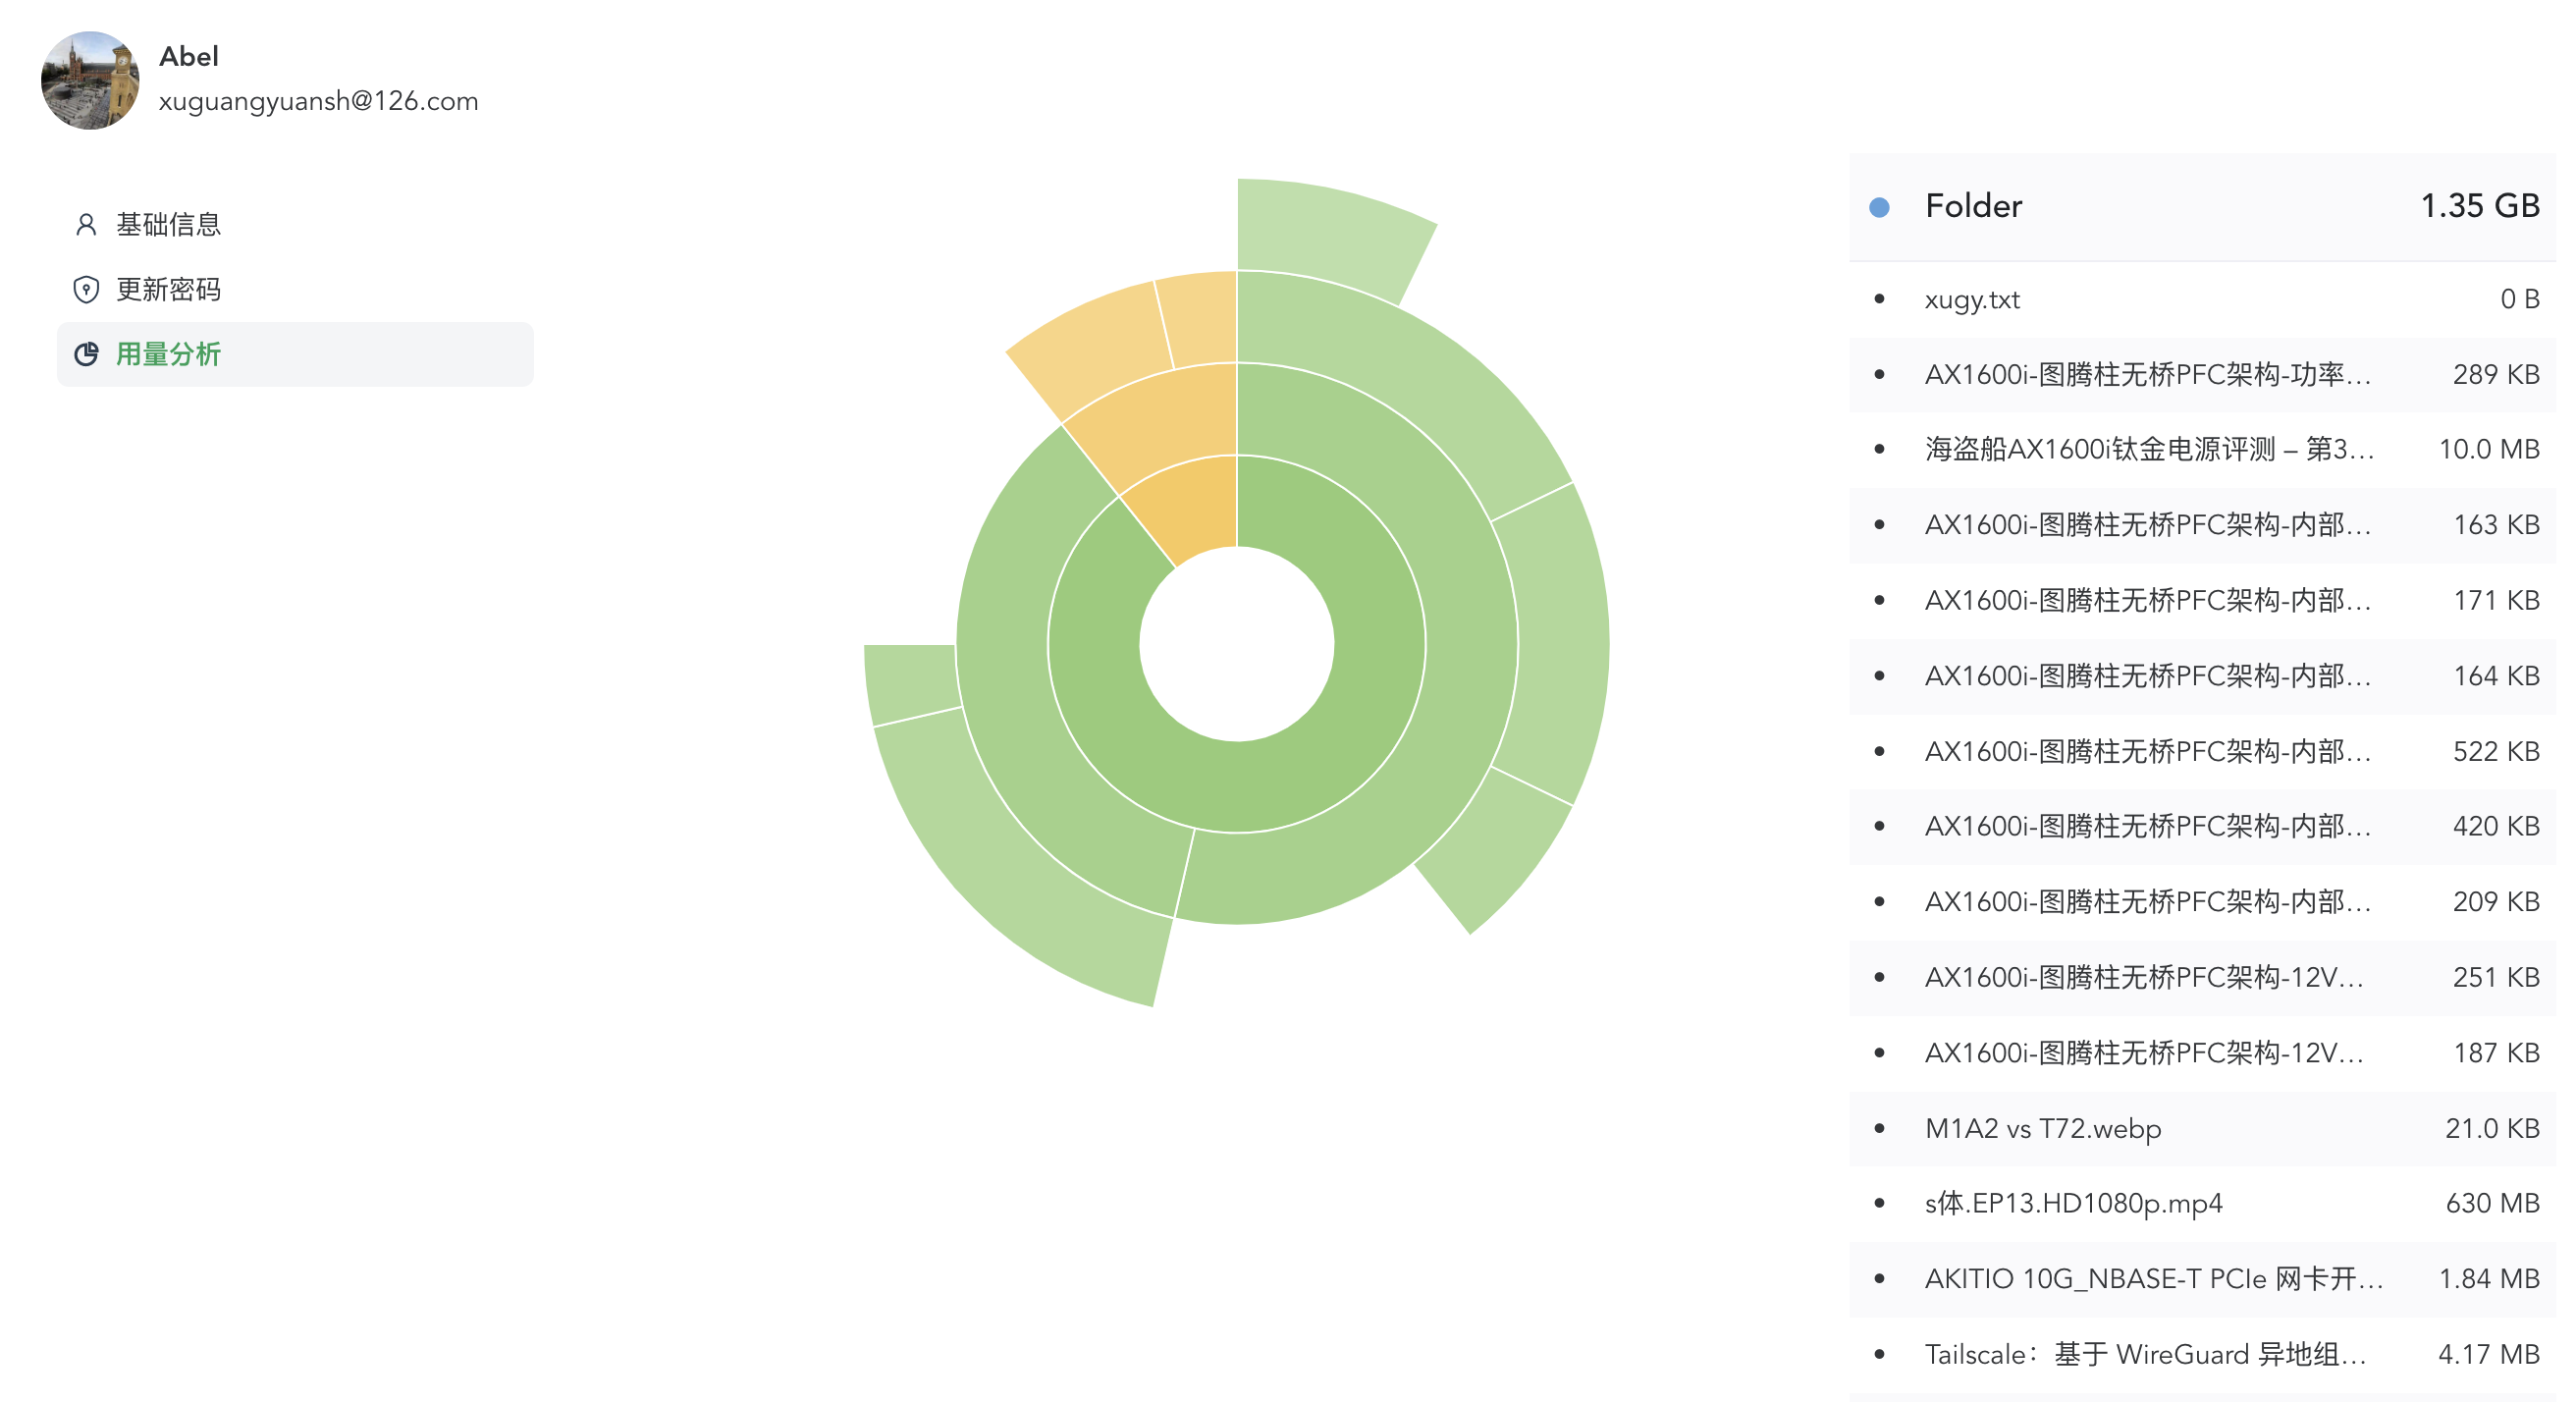 Abel
xuguangyuansh@126.com
基础信息
更新密码
用量分析
Folder 1.35 GB
xugy.txt 0 B
AX1600i-图腾柱无桥PFC架构-功率... 289 KB
海盗船AX1600i钛金电源评测 – 第3... 10.0 MB
AX1600i-图腾柱无桥PFC架构-内部... 163 KB
AX1600i-图腾柱无桥PFC架构-内部... 171 KB
AX1600i-图腾柱无桥PFC架构-内部... 164 KB
AX1600i-图腾柱无桥PFC架构-内部... 522 KB
AX1600i-图腾柱无桥PFC架构-内部... 420 KB
AX1600i-图腾柱无桥PFC架构-内部... 209 KB
AX1600i-图腾柱无桥PFC架构-12V... 251 KB
AX1600i-图腾柱无桥PFC架构-12V... 187 KB
M1A2 vs T72.webp 21.0 KB
s体.EP13.HD1080p.mp4 630 MB
AKITIO 10G_NBASE-T PCIe 网卡开... 1.84 MB
Tailscale：基于 WireGuard 异地组... 4.17 MB